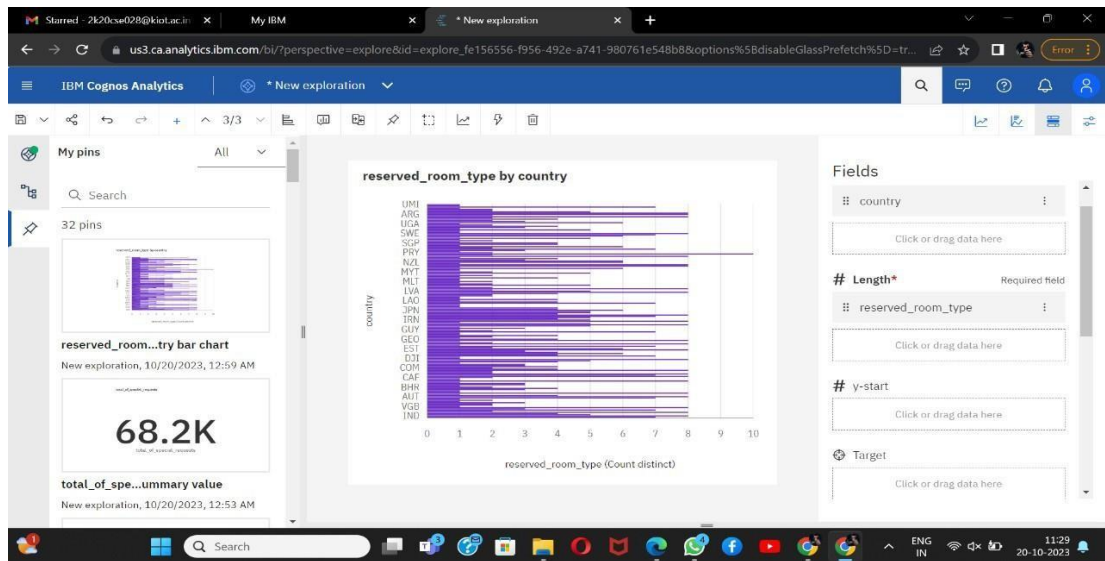 Starred - 2k20cse028@kiot.ac.in
My IBM
* New exploration
us3.ca.analytics.ibm.com/bi/?perspective=explore&id=explore_fe156556-f956-492e-a741-980761e548b8&options%5BdisableGlassPrefetch%5D=tr...
Error
IBM Cognos Analytics
* New exploration
3/3
My pins
All
Search
32 pins
reserved_room...try bar chart
New exploration, 10/20/2023, 12:59 AM
total_of_special_requests
68.2K
total_of_special_requests
total_of_spe...ummary value
New exploration, 10/20/2023, 12:53 AM
reserved_room_type by country
country
UMI
ARG
UGA
SWE
SGP
PRY
NZL
MYT
MLT
LVA
LAO
JPN
IRN
GUY
GEO
EST
DJI
COM
CAF
BHR
AUT
VGB
IND
0 1 2 3 4 5 6 7 8 9 10
reserved_room_type (Count distinct)
Fields
country
Click or drag data here
# Length* Required field
reserved_room_type
Click or drag data here
# y-start
Click or drag data here
Target
Click or drag data here
Search
ENG
IN
11:29
20-10-2023